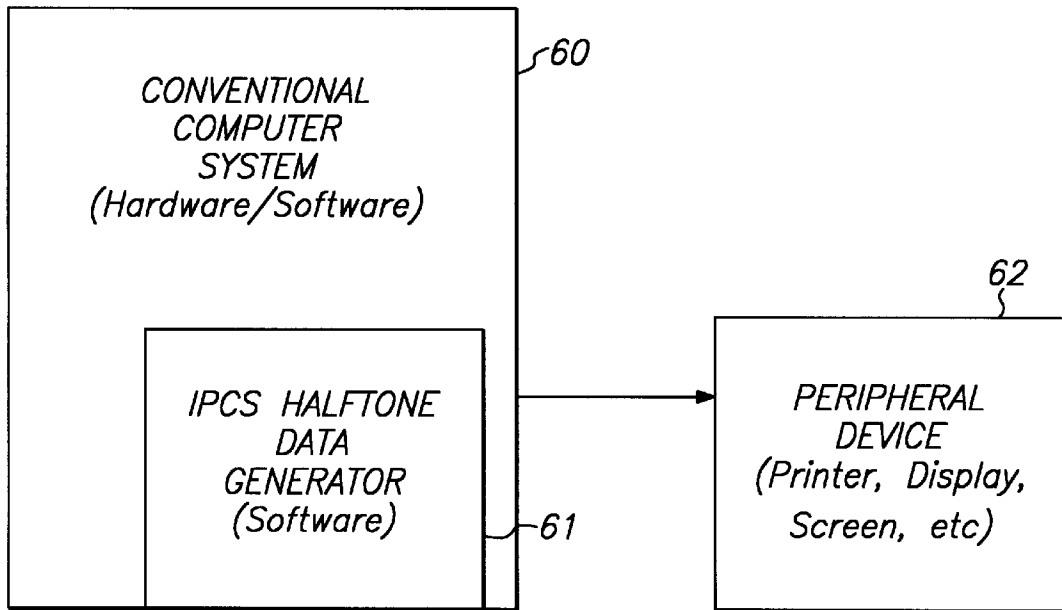 60
CONVENTIONAL
COMPUTER
SYSTEM
(Hardware/Software)
IPCS HALFTONE
DATA
GENERATOR
(Software)
61
62
PERIPHERAL
DEVICE
(Printer, Display,
Screen, etc)